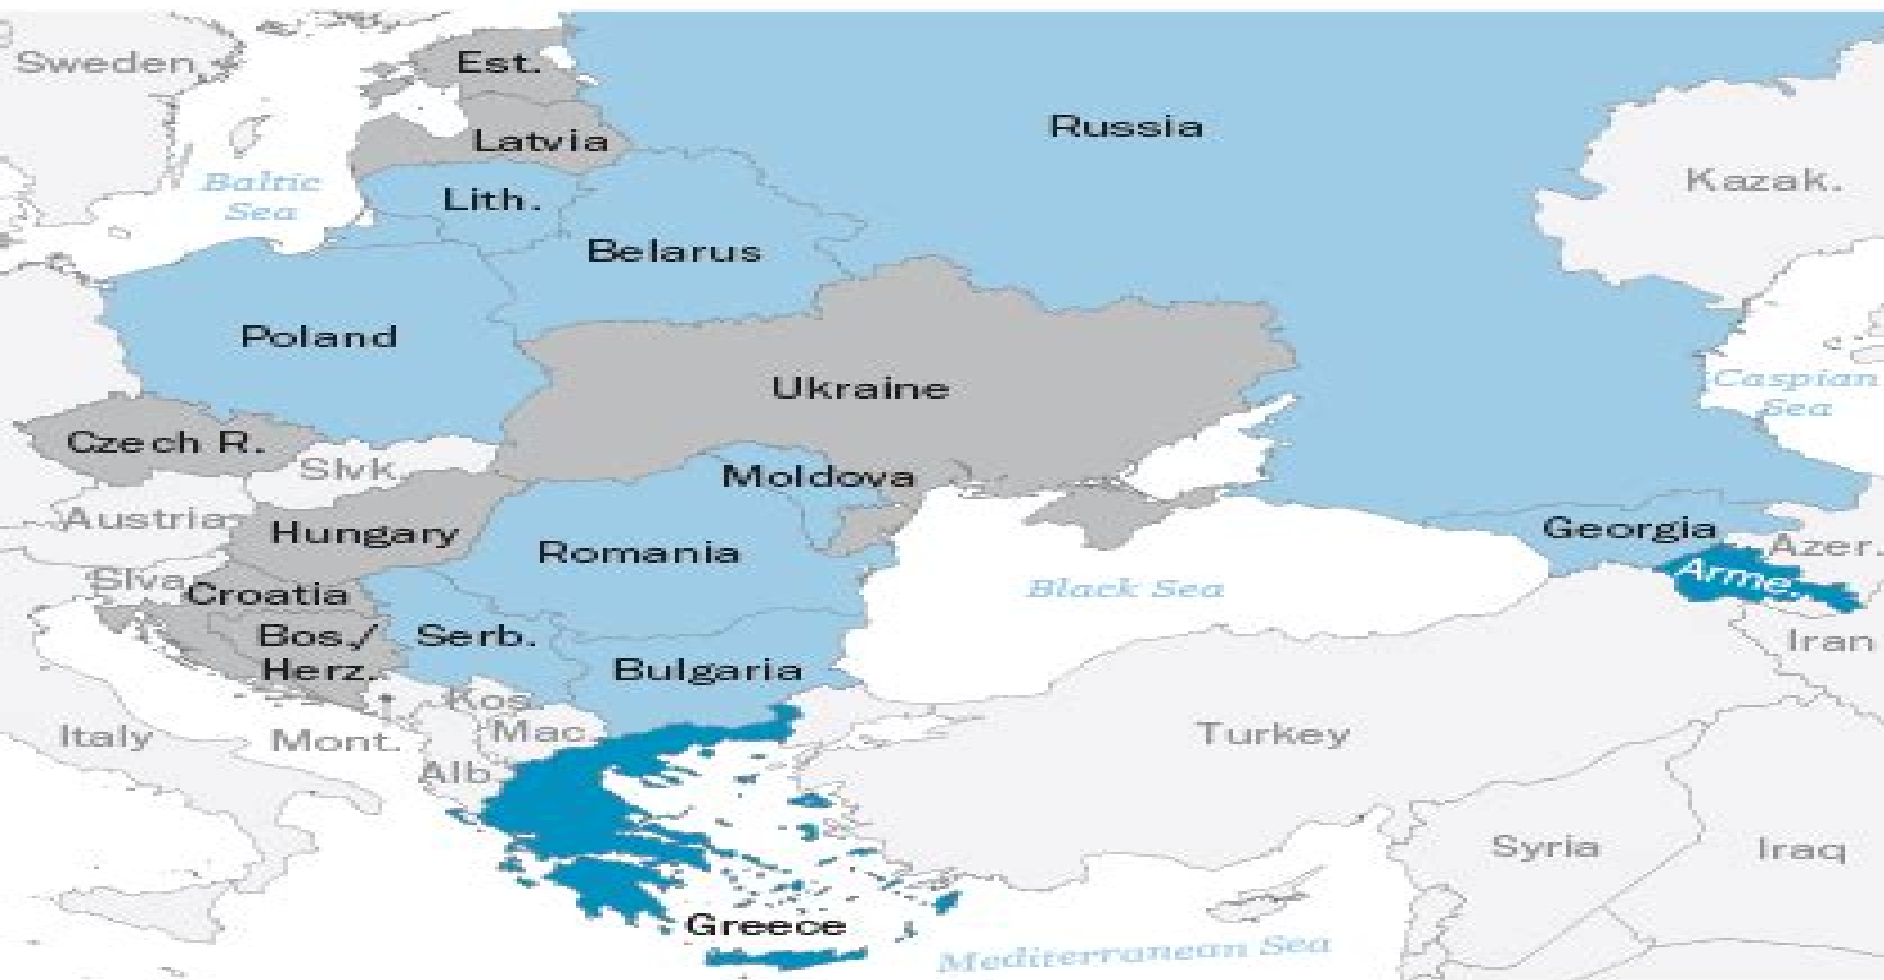 Sweden
Est.
Russia
Latvia
Baltic
Sea
Kazak.
Lith.
Belarus
Poland
Ukraine
Caspian
Sea
Czech R.
Slvk.
Moldova
Austria
Hungary
Romania
Georgia
Azer.
Slva.
Croatia
Black Sea
Arme.
Bos./
Herz.
Serb.
Bulgaria
Iran
Kos.
Italy
Mont.
Mac.
Turkey
Alb.
Syria
Iraq
Greece
Mediterranean Sea